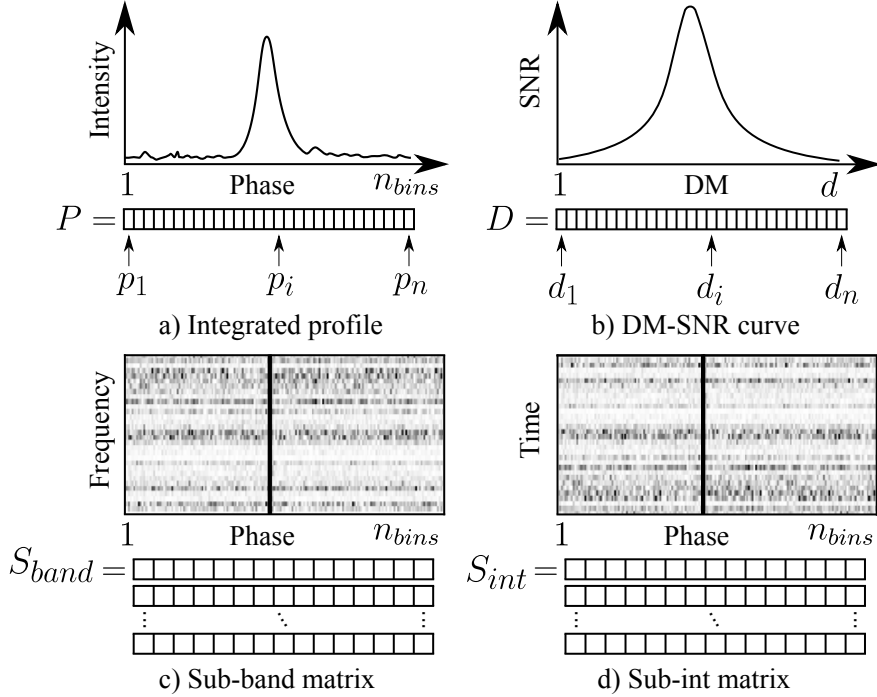 Intensity
1 Phase n_bins
P =
p_1 p_i p_n
a) Integrated profile
SNR
1 DM d
D =
d_1 d_i d_n
b) DM-SNR curve
Frequency
1 Phase n_bins
S_band =
c) Sub-band matrix
Time
1 Phase n_bins
S_int =
d) Sub-int matrix